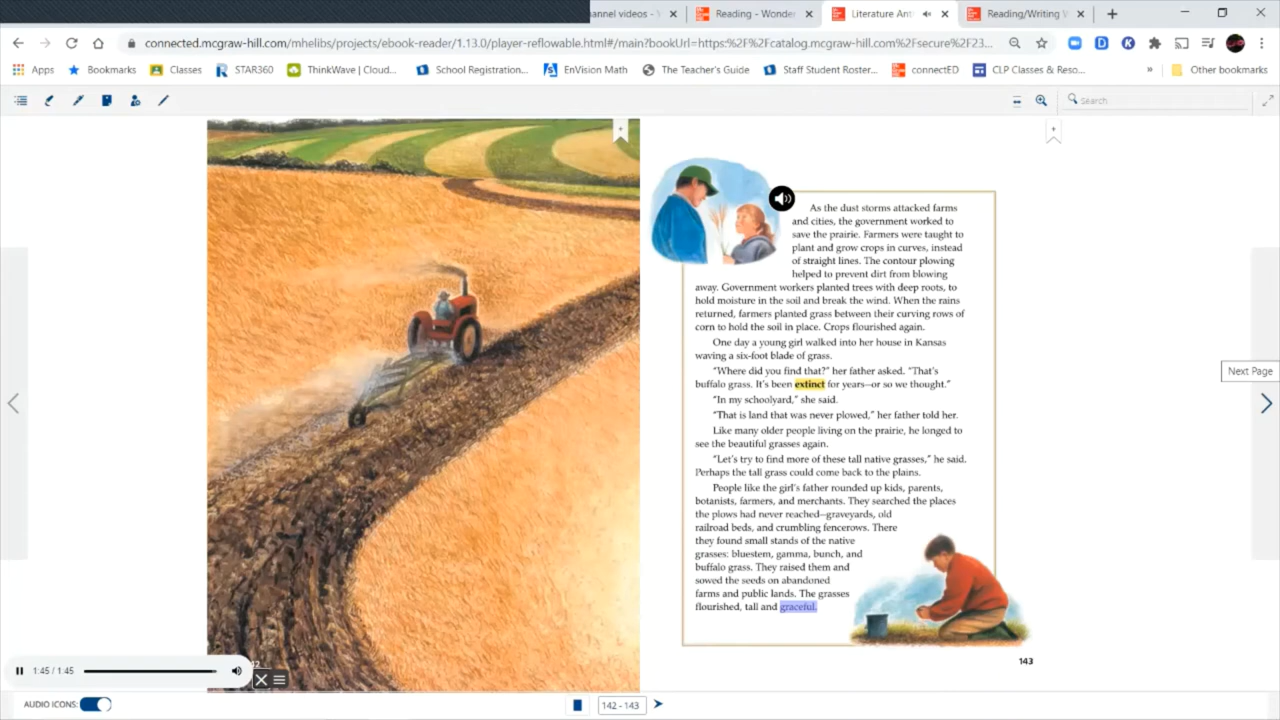 annel videos - Y
Reading - Wonder
Literature Ant
Reading/Writing W
connected.mcgraw-hill.com/mhelibs/projects/ebook-reader/1.13.0/player-reflowable.html#/main?bookUrl=https:%2F%2Fcatalog.mcgraw-hill.com%2Fsecure%2F23...
Apps
Bookmarks
Classes
STAR360
ThinkWave | Cloud...
School Registration...
EnVision Math
The Teacher's Guide
Staff Student Roster...
connectED
CLP Classes & Reso...
»
Other bookmarks
Search
As the dust storms attacked farms
and cities, the government worked to
save the prairie. Farmers were taught to
plant and grow crops in curves, instead
of straight lines. The contour plowing
helped to prevent dirt from blowing
away. Government workers planted trees with deep roots, to
hold moisture in the soil and break the wind. When the rains
returned, farmers planted grass between their curving rows of
corn to hold the soil in place. Crops flourished again.
One day a young girl walked into her house in Kansas
waving a six-foot blade of grass.
"Where did you find that?" her father asked. "That's
buffalo grass. It's been extinct for years—or so we thought."
"In my schoolyard," she said.
"That is land that was never plowed," her father told her.
Like many older people living on the prairie, he longed to
see the beautiful grasses again.
"Let's try to find more of these tall native grasses," he said.
Perhaps the tall grass could come back to the plains.
People like the girl's father rounded up kids, parents,
botanists, farmers, and merchants. They searched the places
the plows had never reached—graveyards, old
railroad beds, and crumbling fencerows. There
they found small stands of the native
grasses: bluestem, gamma, bunch, and
buffalo grass. They raised them and
sowed the seeds on abandoned
farms and public lands. The grasses
flourished, tall and graceful.
Next Page
143
1:45 / 1:45
42
AUDIO ICONS:
142 - 143